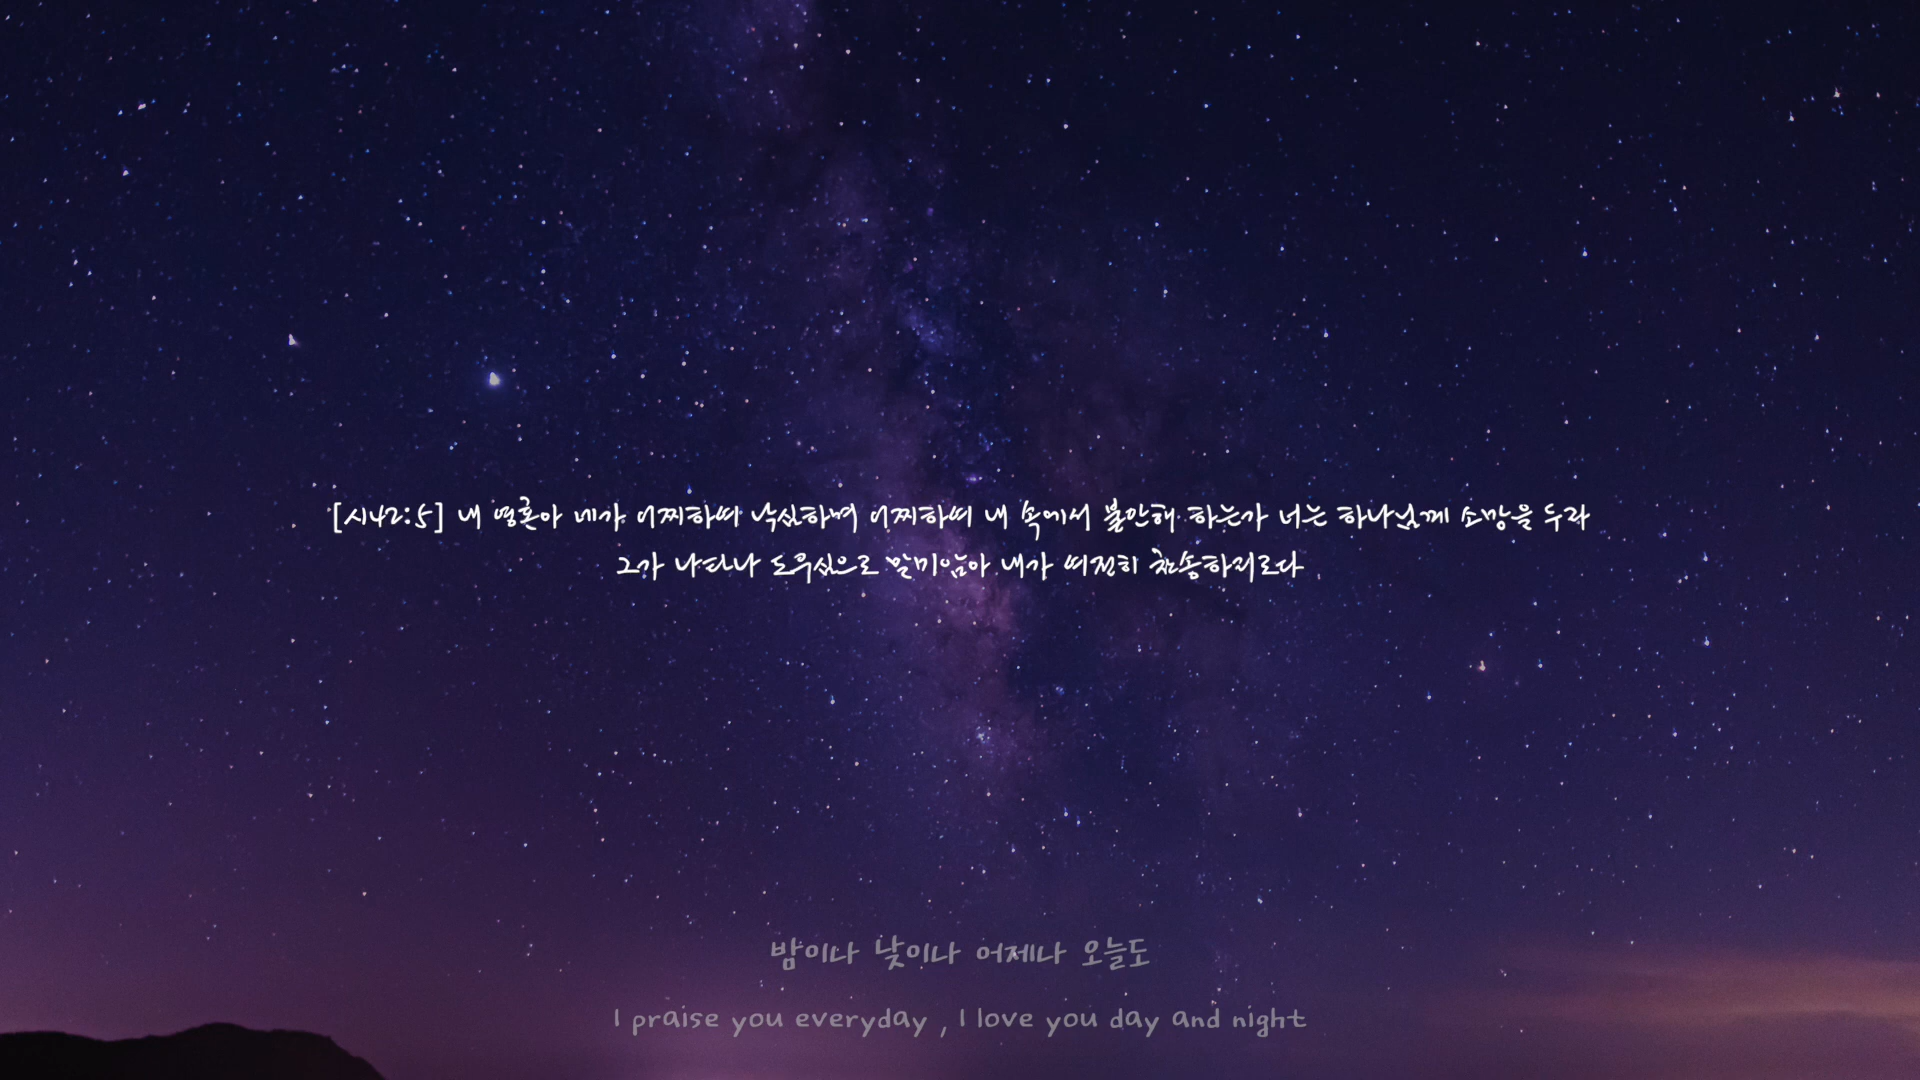 [시42:5] 내 영혼아 네가 어찌하여 낙심하며 어찌하여 내 속에서 불안해 하는가 너는 하나님께 소망을 두라
그가 나타나 도우심으로 말미암아 내가 여전히 찬송하리로다
밤이나 낮이나 어제나 오늘도
I praise you everyday , I love you day and night